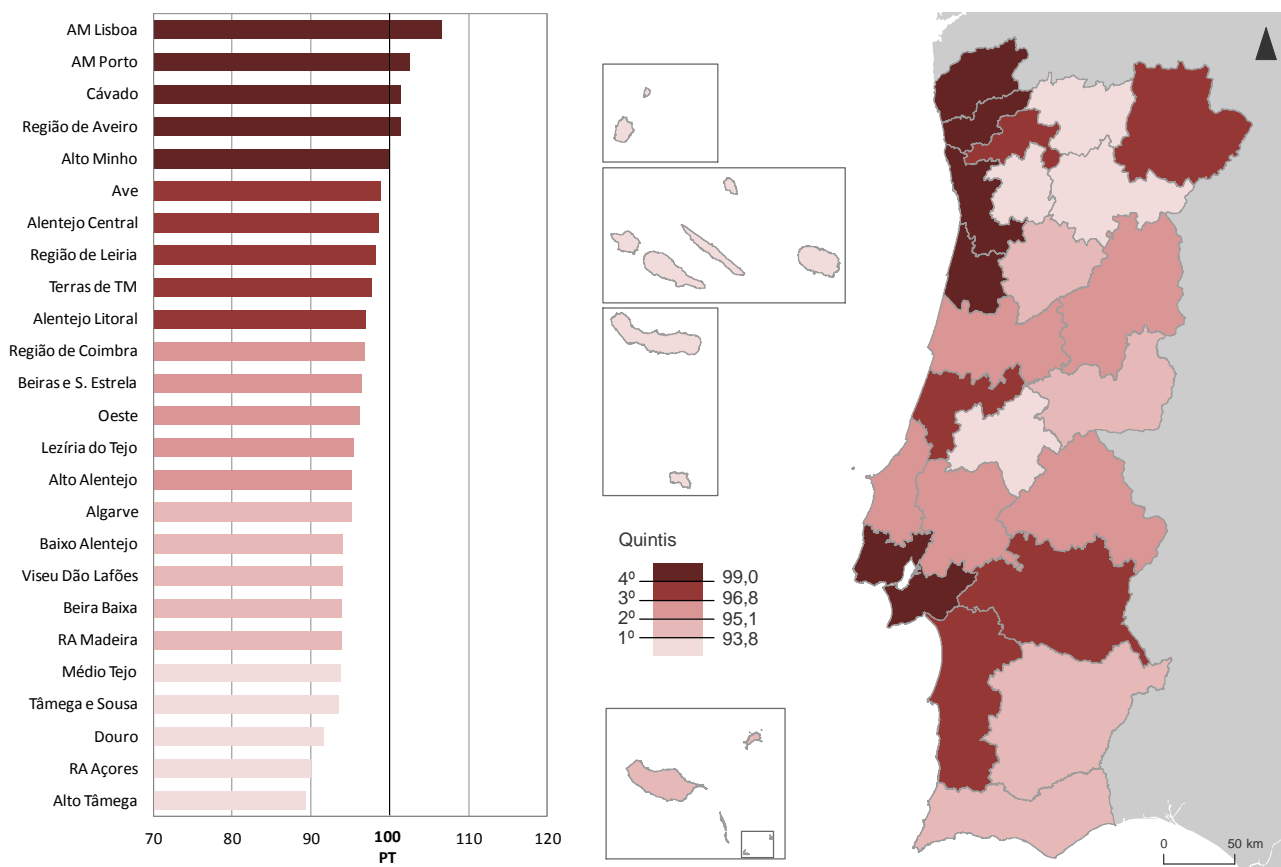 AM Lisboa
AM Porto
Cávado
Região de Aveiro
Alto Minho
Ave
Alentejo Central
Região de Leiria
Terras de TM
Alentejo Litoral
Região de Coimbra
Beiras e S. Estrela
Oeste
Lezíria do Tejo
Alto Alentejo
Algarve
Baixo Alentejo
Viseu Dão Lafões
Beira Baixa
RA Madeira
Médio Tejo
Tâmega e Sousa
Douro
RA Açores
Alto Tâmega
70 80 90 100 110 120
PT
Quintis
4º 99,0
3º 96,8
2º 95,1
1º 93,8
0 50 km